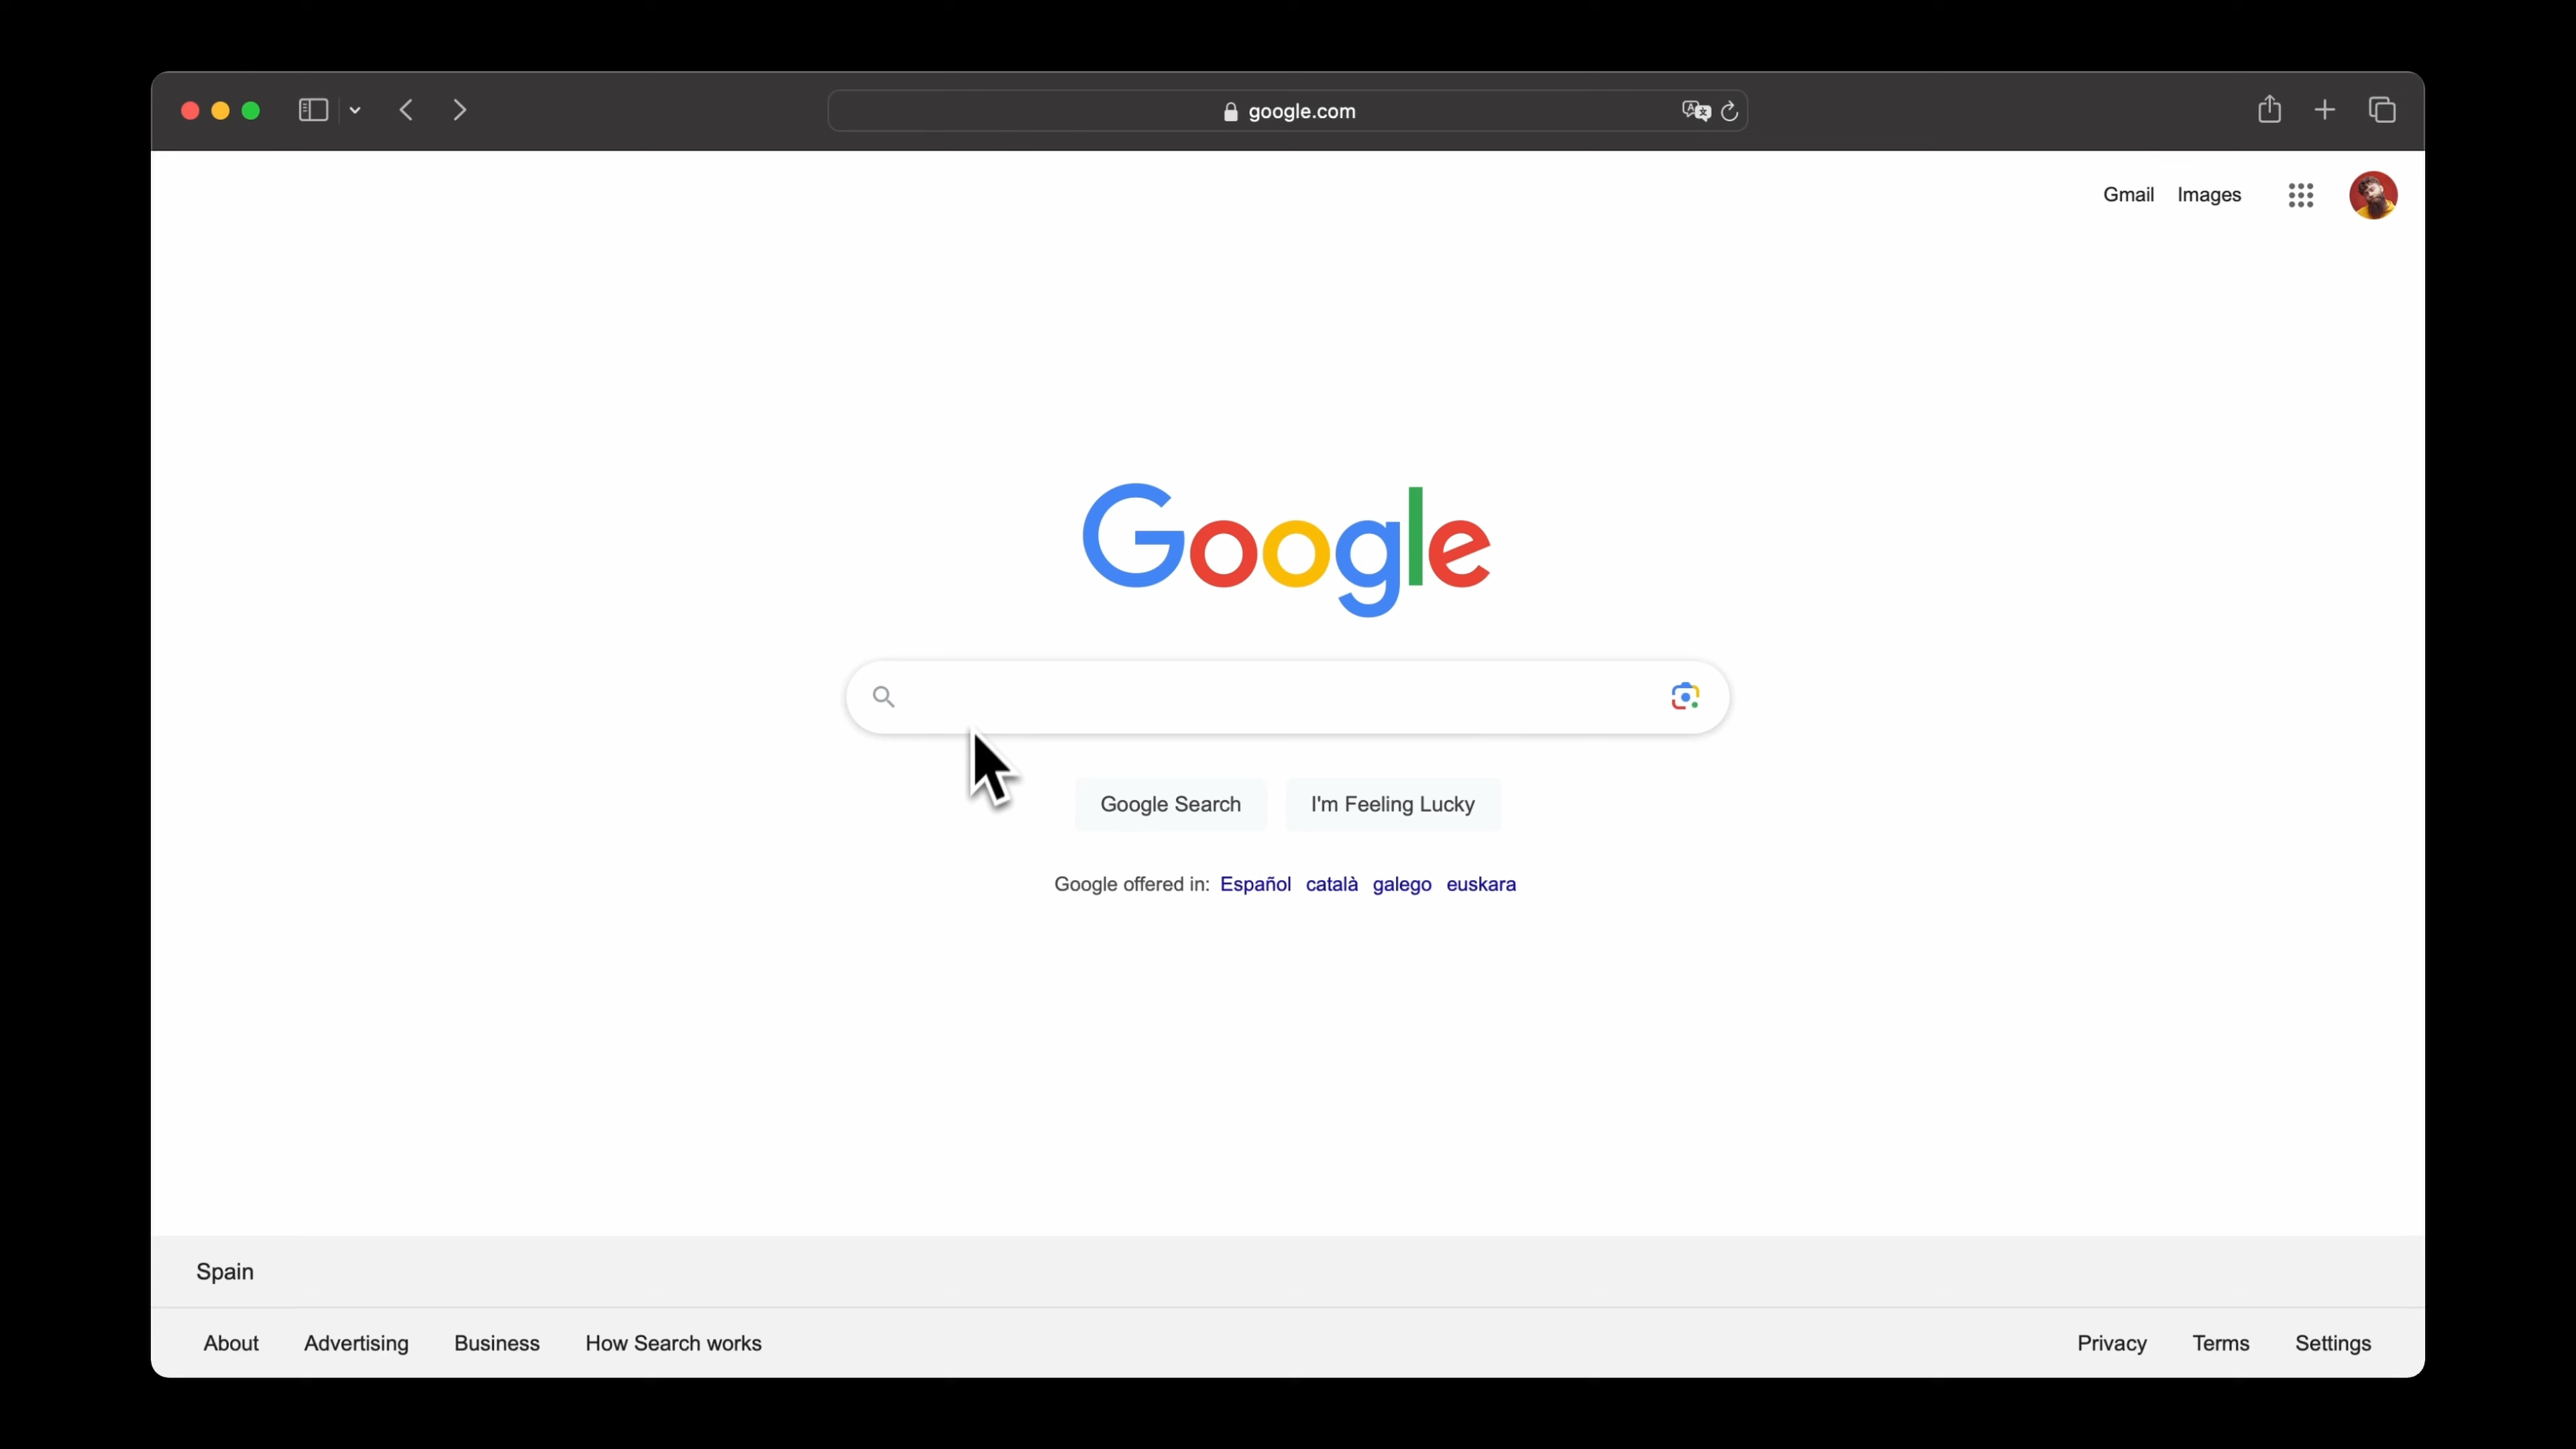 google.com
Gmail Images
Google
Google Search I'm Feeling Lucky
Google offered in: Español català galego euskara
Spain
About Advertising Business How Search works Privacy Terms Settings